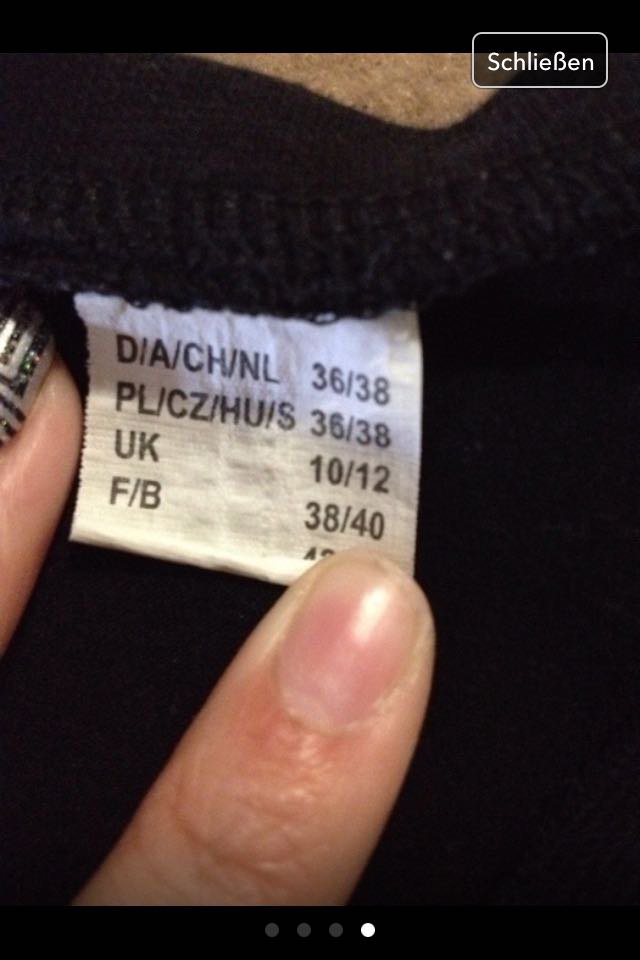 Schließen
D/A/CH/NL 36/38
PL/CZ/HU/S 36/38
UK 10/12
F/B 38/40